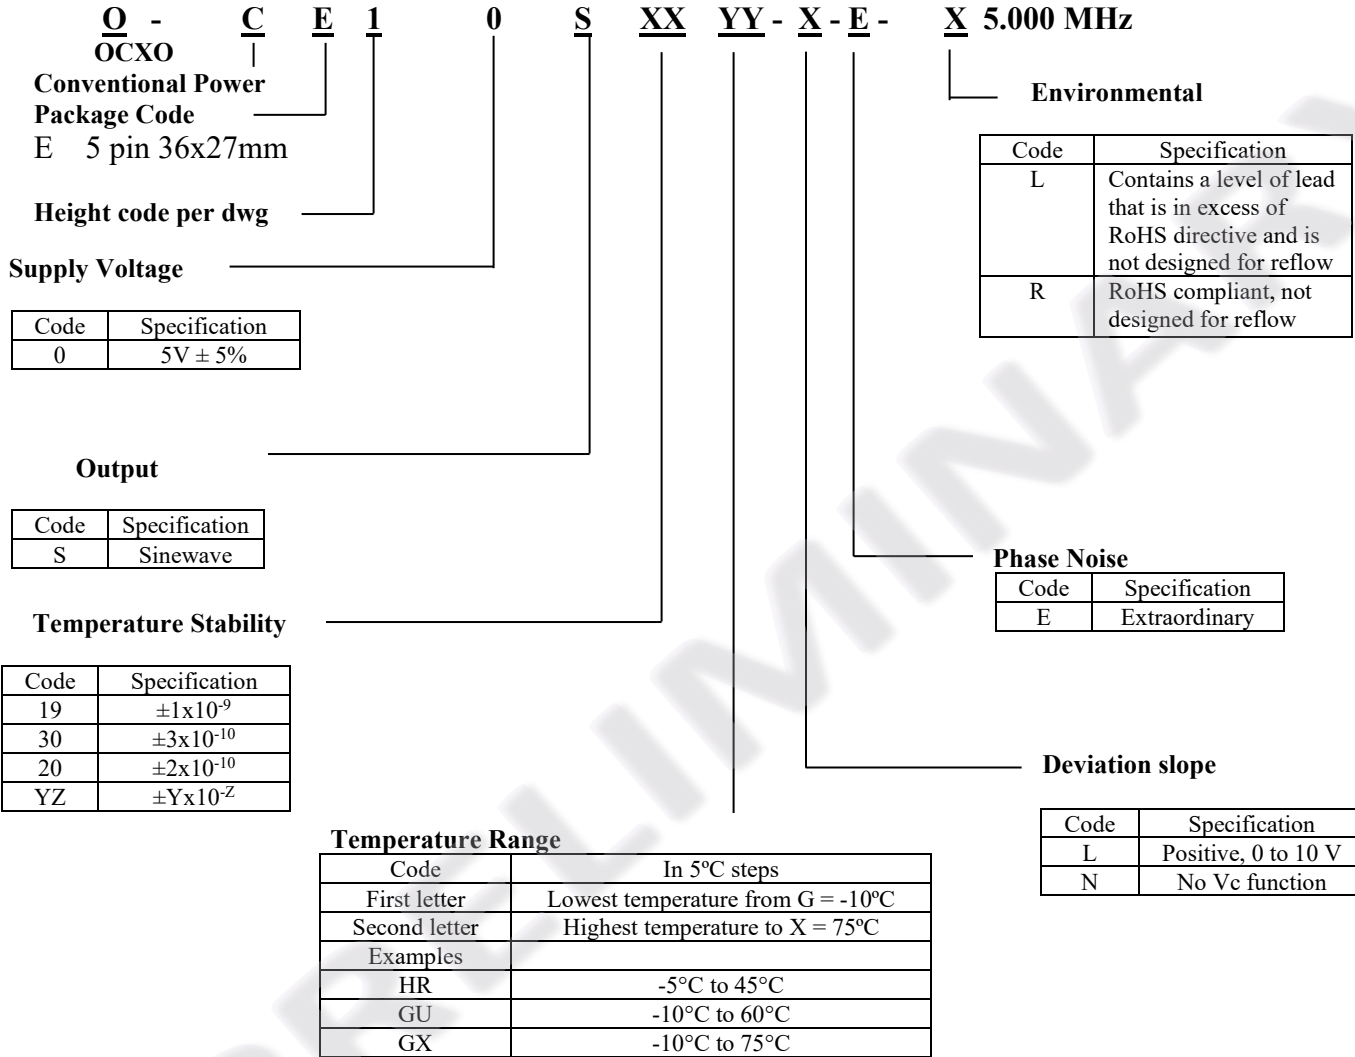 O - C E 1 0 S XX YY - X - E - X 5.000 MHz
OCXO
Conventional Power
Package Code
E 5 pin 36x27mm
Height code per dwg
Supply Voltage
Code Specification
0 5V ± 5%
Output
Code Specification
S Sinewave
Temperature Stability
Code Specification
19 ±1x10⁻⁹
30 ±3x10⁻¹⁰
20 ±2x10⁻¹⁰
YZ ±Yx10⁻ᶻ
Temperature Range
Code In 5ºC steps
First letter Lowest temperature from G = -10ºC
Second letter Highest temperature to X = 75ºC
Examples
HR -5°C to 45°C
GU -10°C to 60°C
GX -10°C to 75°C
Environmental
Code Specification
L Contains a level of lead
that is in excess of
RoHS directive and is
not designed for reflow
R RoHS compliant, not
designed for reflow
Phase Noise
Code Specification
E Extraordinary
Deviation slope
Code Specification
L Positive, 0 to 10 V
N No Vc function
PRELIMINARY